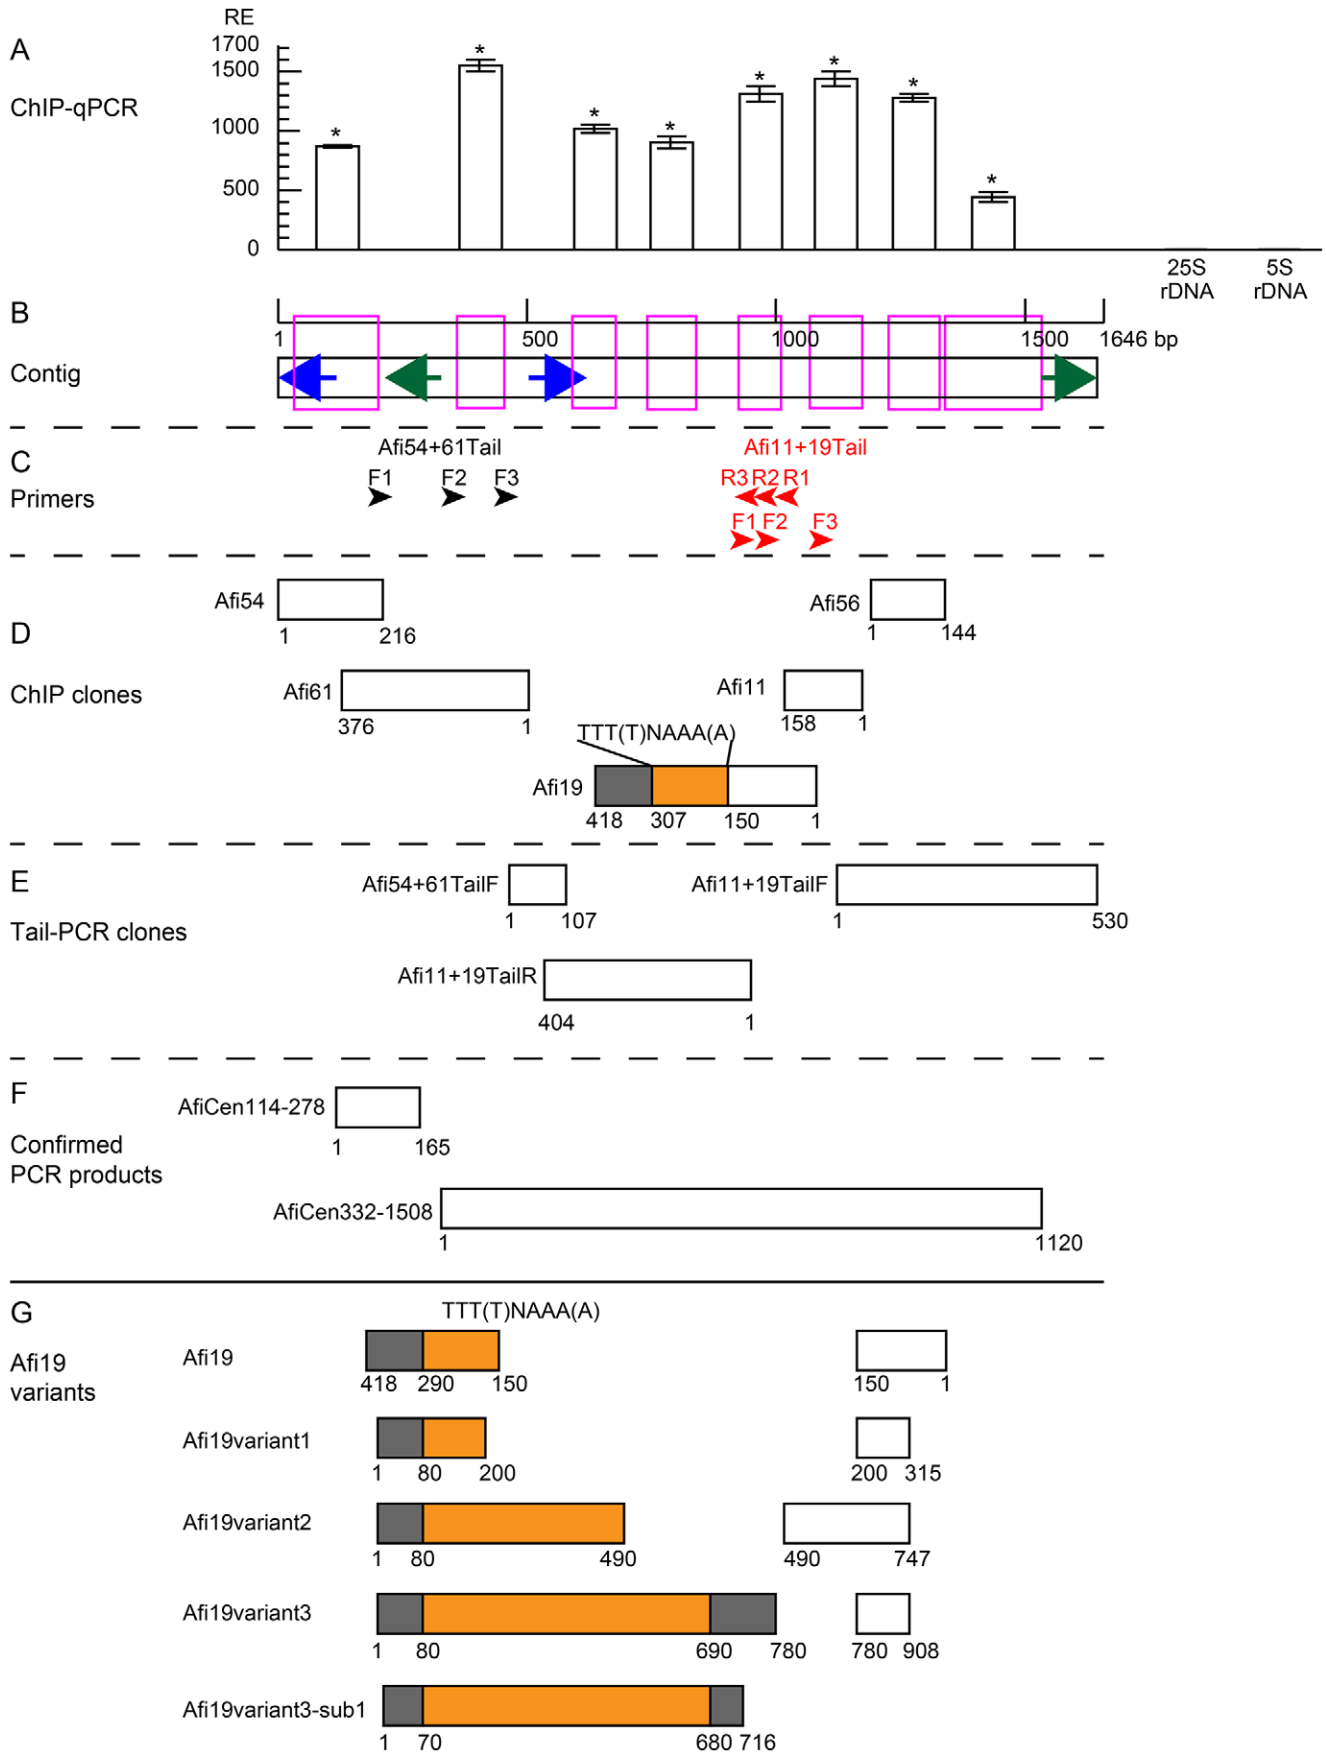 RE
A
1700
1500
1000
500
0
ChIP-qPCR
* * * * * * * *
25S rDNA
5S rDNA
B
1 500 1000 1500 1646 bp
Contig
C
Afi54+61Tail
Afi11+19Tail
F1 F2 F3
R3 R2 R1
Primers
F1 F2 F3
Afi54
1 216
Afi56
1 144
D
ChIP clones
Afi61
376 1
Afi11
158 1
TTT(T)NAAA(A)
Afi19
418 307 150 1
E
Afi54+61TailF
1 107
Afi11+19TailF
1 530
Tail-PCR clones
Afi11+19TailR
404 1
F
AfiCen114-278
1 165
Confirmed
PCR products
AfiCen332-1508
1 1120
G
TTT(T)NAAA(A)
Afi19
variants
Afi19
418 290 150 150 1
Afi19variant1
1 80 200 200 315
Afi19variant2
1 80 490 490 747
Afi19variant3
1 80 690 780 780 908
Afi19variant3-sub1
1 70 680 716